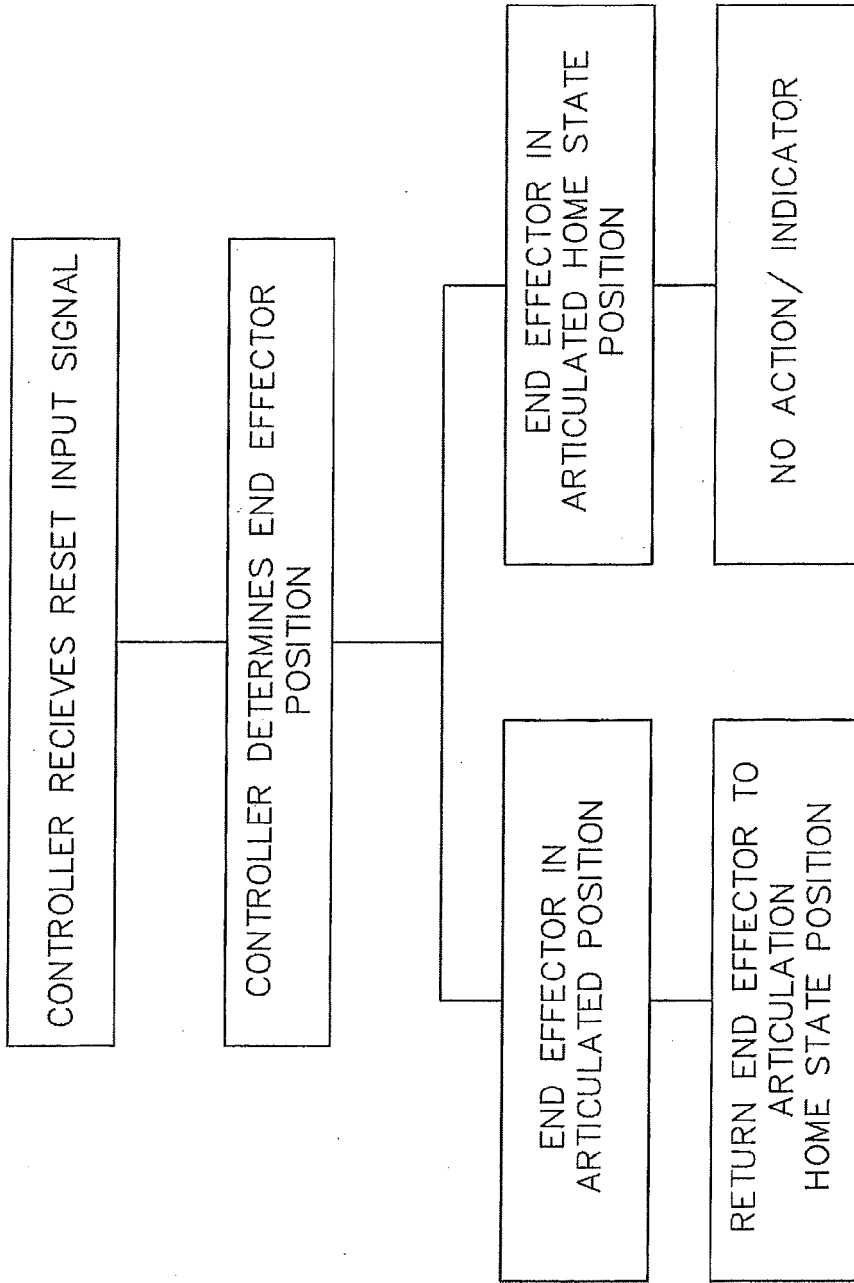 CONTROLLER RECIEVES RESET INPUT SIGNAL
CONTROLLER DETERMINES END EFFECTOR
POSITION
END EFFECTOR IN
ARTICULATED POSITION
RETURN END EFFECTOR TO
ARTICULATION
HOME STATE POSITION
END EFFECTOR IN
ARTICULATED HOME STATE
POSITION
NO ACTION/ INDICATOR